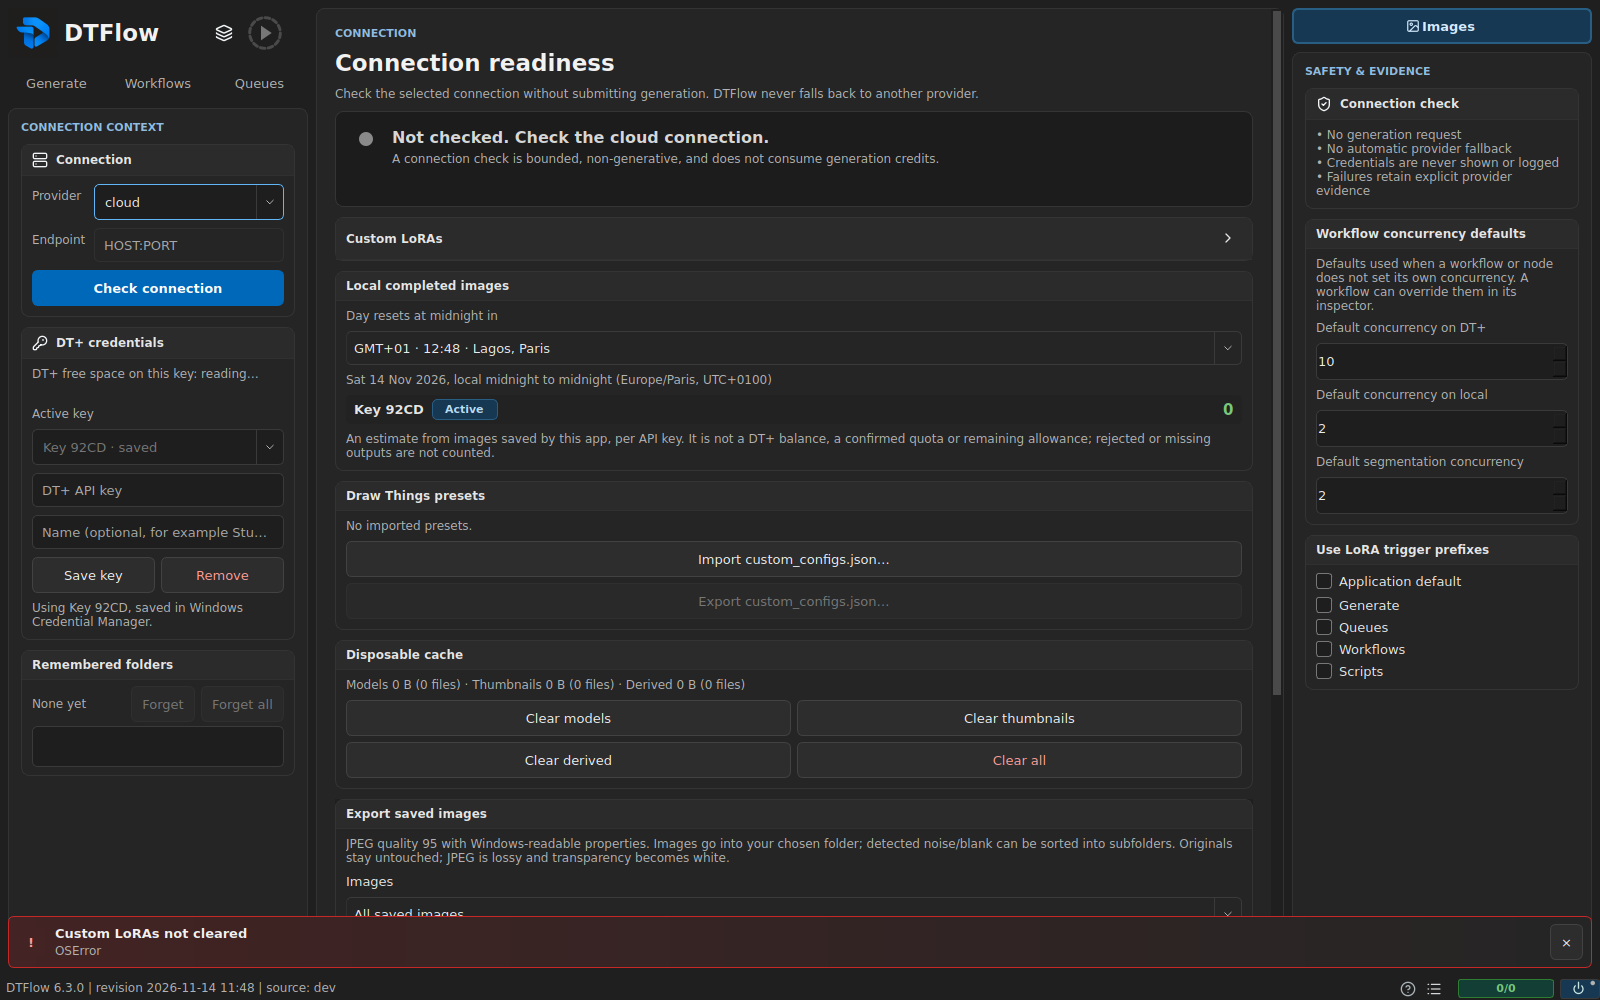 DTFlow
Generate
Workflows
Queues
CONNECTION CONTEXT
Connection
Provider
cloud
Endpoint
HOST:PORT
Check connection
DT+ credentials
DT+ free space on this key: reading…
Active key
Key 92CD · saved
DT+ API key
Name (optional, for example Stu…
Save key
Remove
Using Key 92CD, saved in Windows
Credential Manager.
Remembered folders
None yet
Forget
Forget all
CONNECTION
Connection readiness
Check the selected connection without submitting generation. DTFlow never falls back to another provider.
Not checked. Check the cloud connection.
A connection check is bounded, non-generative, and does not consume generation credits.
Custom LoRAs
Local completed images
Day resets at midnight in
GMT+01 · 12:48 · Lagos, Paris
Sat 14 Nov 2026, local midnight to midnight (Europe/Paris, UTC+0100)
Key 92CD
Active
0
An estimate from images saved by this app, per API key. It is not a DT+ balance, a confirmed quota or remaining allowance; rejected or missing
outputs are not counted.
Draw Things presets
No imported presets.
Import custom_configs.json…
Export custom_configs.json…
Disposable cache
Models 0 B (0 files) · Thumbnails 0 B (0 files) · Derived 0 B (0 files)
Clear models
Clear thumbnails
Clear derived
Clear all
Export saved images
JPEG quality 95 with Windows-readable properties. Images go into your chosen folder; detected noise/blank can be sorted into subfolders. Originals
stay untouched; JPEG is lossy and transparency becomes white.
Images
All saved images
Images
SAFETY & EVIDENCE
Connection check
• No generation request
• No automatic provider fallback
• Credentials are never shown or logged
• Failures retain explicit provider
evidence
Workflow concurrency defaults
Defaults used when a workflow or node
does not set its own concurrency. A
workflow can override them in its
inspector.
Default concurrency on DT+
10
Default concurrency on local
2
Default segmentation concurrency
2
Use LoRA trigger prefixes
Application default
Generate
Queues
Workflows
Scripts
!
Custom LoRAs not cleared
OSError
×
DTFlow 6.3.0 | revision 2026-11-14 11:48 | source: dev
0/0